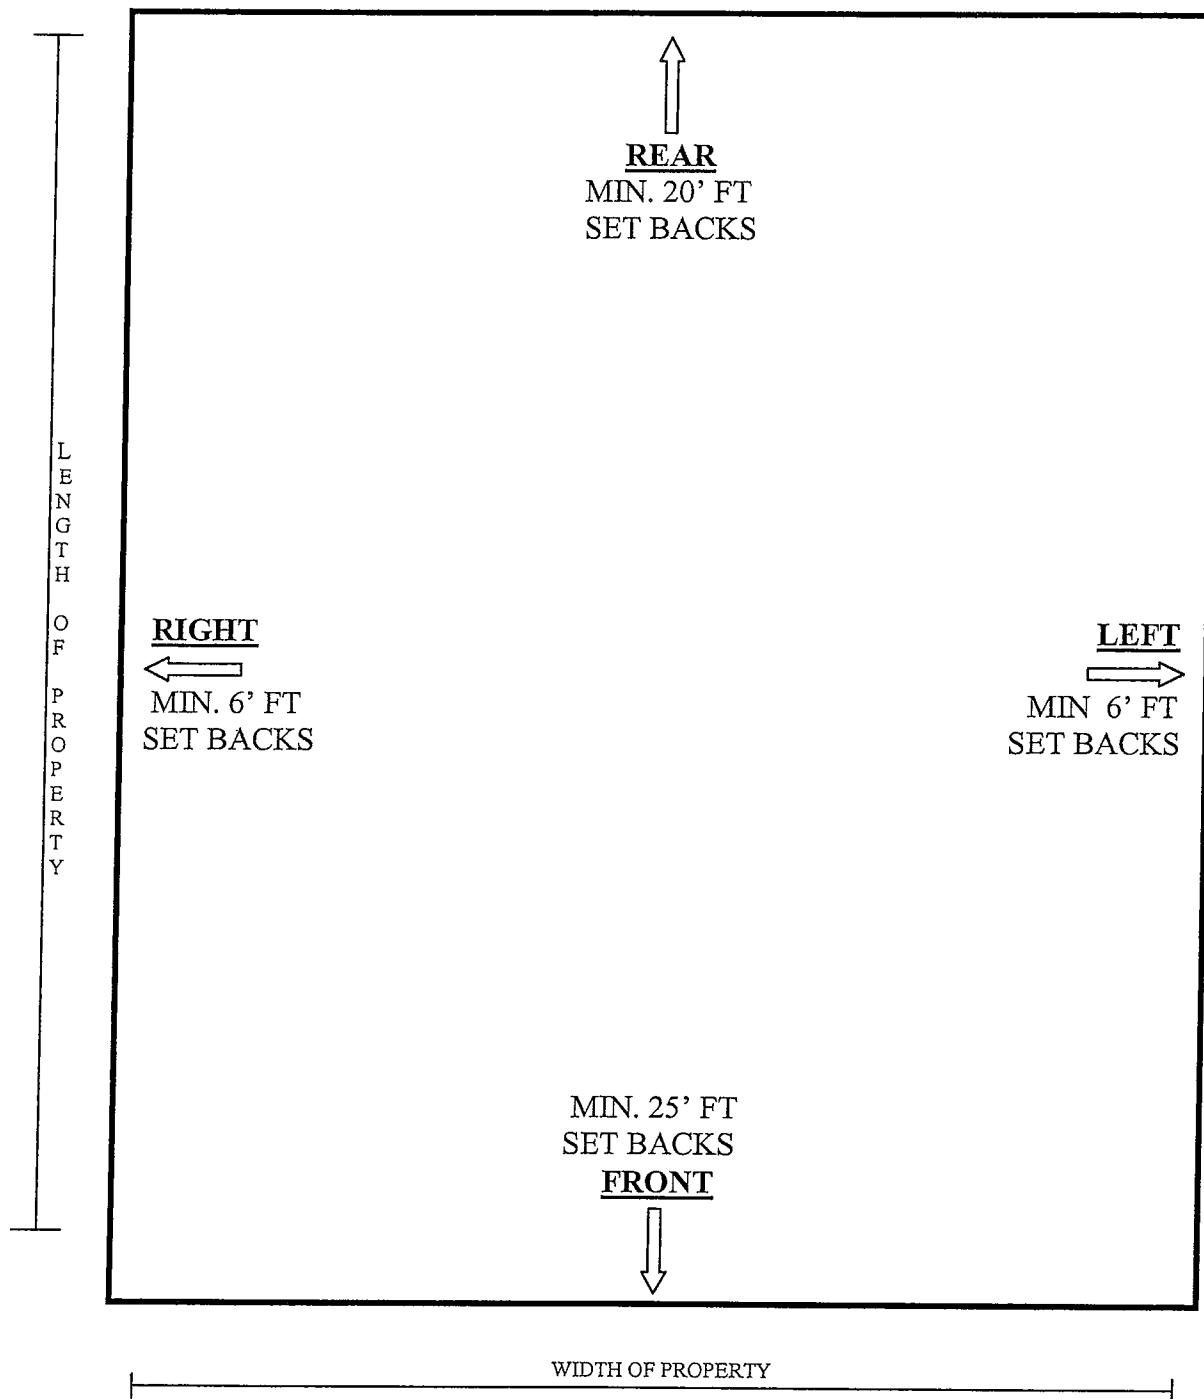 REAR
MIN. 20' FT
SET BACKS
LENGTH OF PROPERTY
RIGHT
MIN. 6' FT
SET BACKS
LEFT
MIN 6' FT
SET BACKS
MIN. 25' FT
SET BACKS
FRONT
WIDTH OF PROPERTY